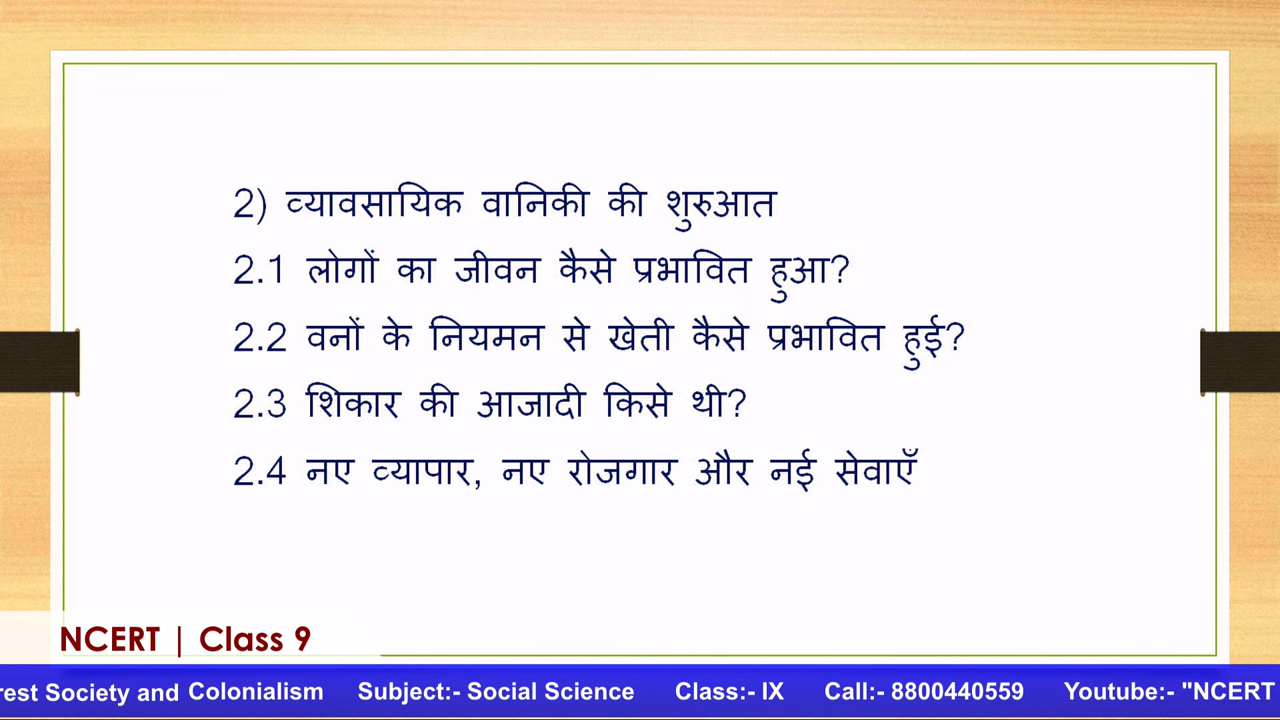 2) व्यावसायिक वानिकी की शुरुआत
2.1 लोगों का जीवन कैसे प्रभावित हुआ?
2.2 वनों के नियमन से खेती कैसे प्रभावित हुई?
2.3 शिकार की आजादी किसे थी?
2.4 नए व्यापार, नए रोजगार और नई सेवाएँ
NCERT | Class 9
rest Society and Colonialism Subject:- Social Science Class:- IX Call:- 8800440559 Youtube:- "NCERT